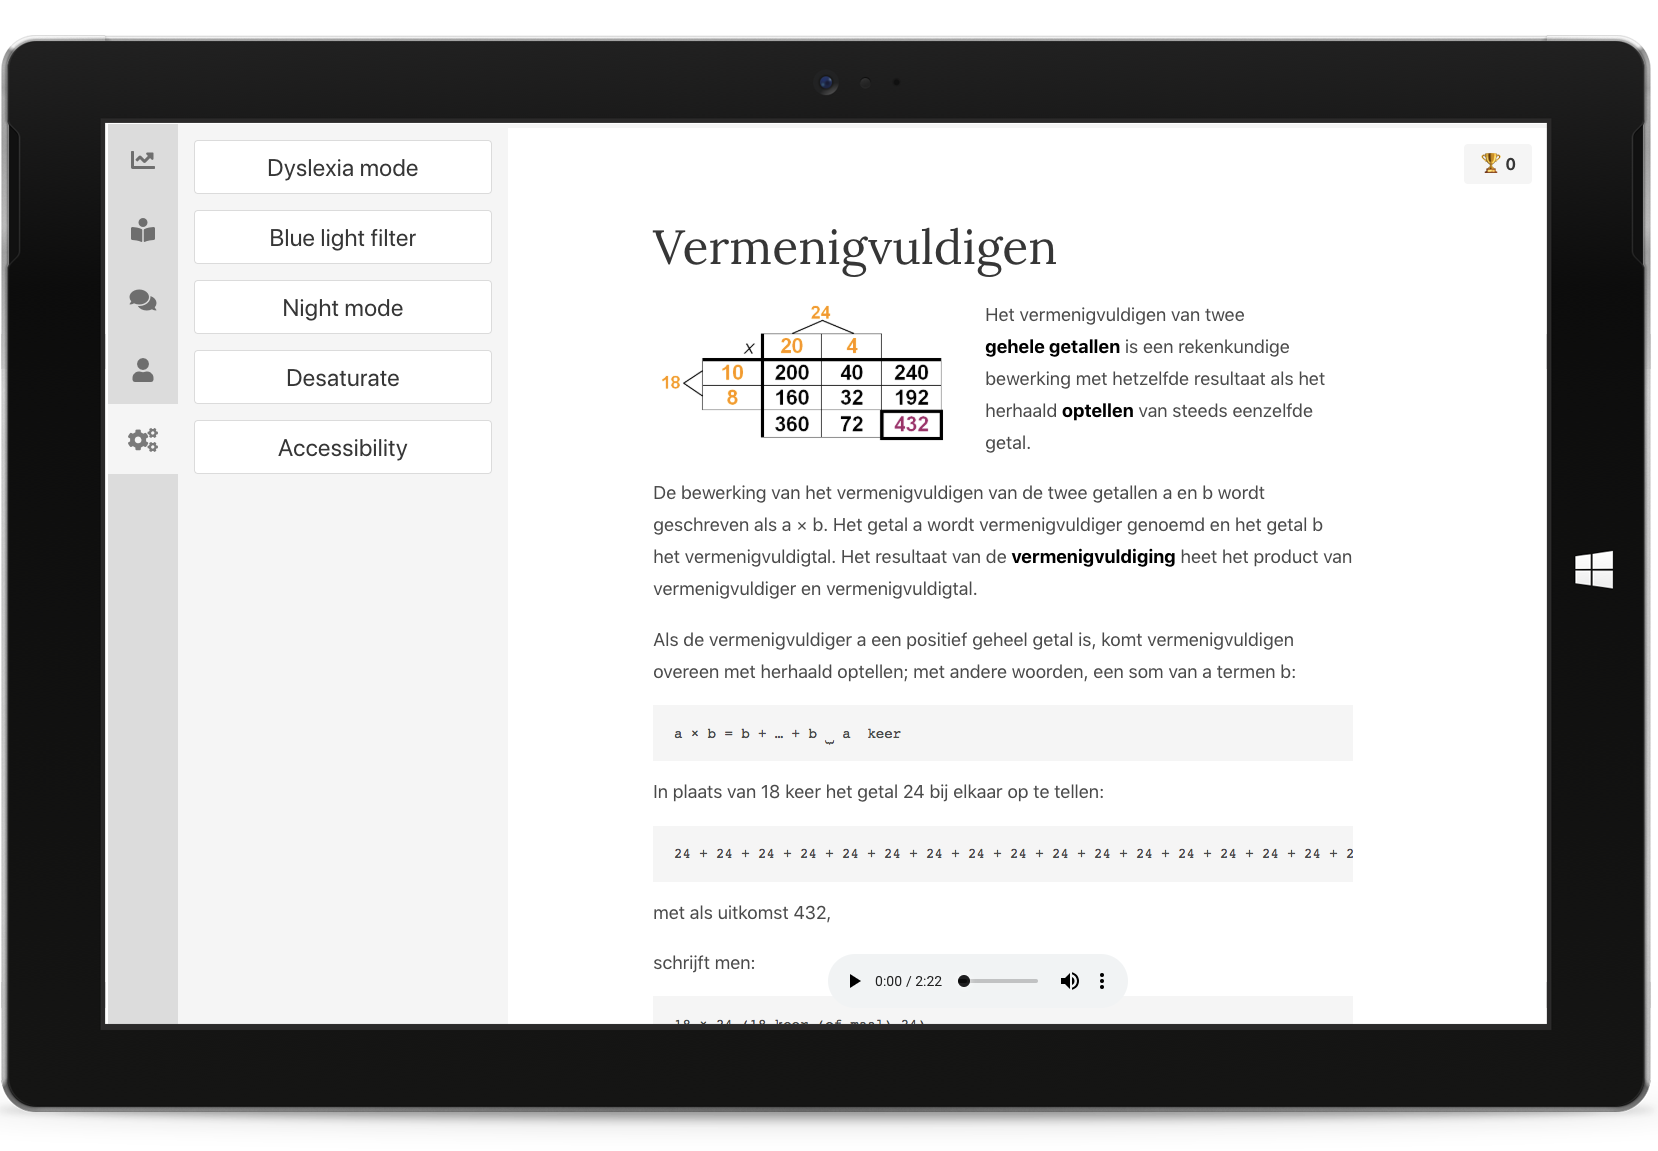 Dyslexia mode
Blue light filter
Night mode
Desaturate
Accessibility
0
Vermenigvuldigen
24
x 20 4
18 10 200 40 240
8 160 32 192
360 72 432
Het vermenigvuldigen van twee
gehele getallen is een rekenkundige
bewerking met hetzelfde resultaat als het
herhaald optellen van steeds eenzelfde
getal.
De bewerking van het vermenigvuldigen van de twee getallen a en b wordt
geschreven als a × b. Het getal a wordt vermenigvuldiger genoemd en het getal b
het vermenigvuldigtal. Het resultaat van de vermenigvuldiging heet het product van
vermenigvuldiger en vermenigvuldigtal.
Als de vermenigvuldiger a een positief geheel getal is, komt vermenigvuldigen
overeen met herhaald optellen; met andere woorden, een som van a termen b:
a × b = b + … + b ⏟ a  keer
In plaats van 18 keer het getal 24 bij elkaar op te tellen:
24 + 24 + 24 + 24 + 24 + 24 + 24 + 24 + 24 + 24 + 24 + 24 + 24 + 24 + 24 + 24 + 2
met als uitkomst 432,
schrijft men:
0:00 / 2:22
18 × 24 (18 keer (of maal) 24)